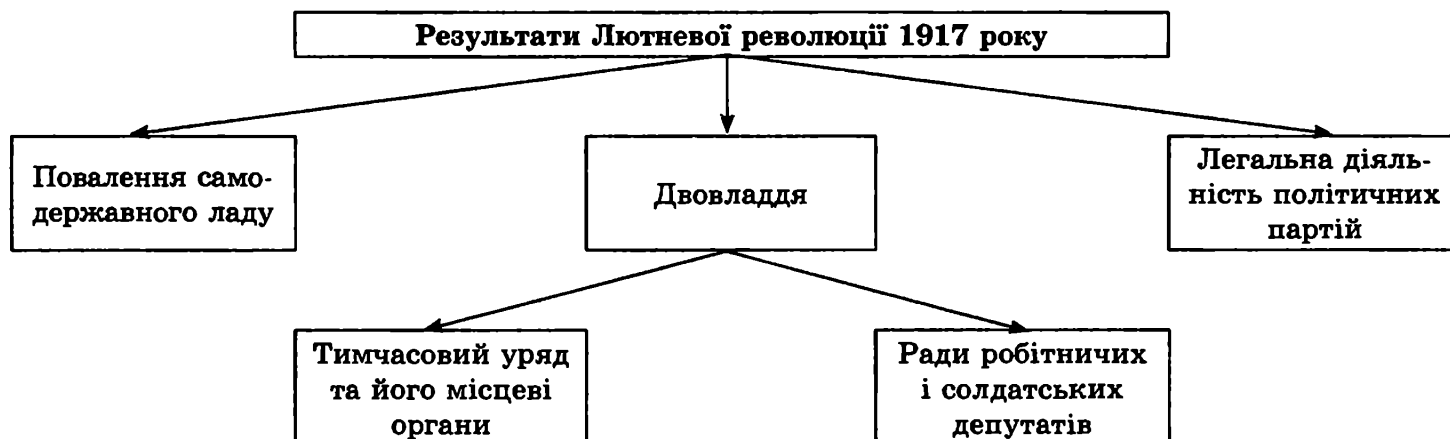 Результати Лютневої революції 1917 року
Повалення само-
державного ладу
Двовладдя
Легальна діяль-
ність політичних
партій
Тимчасовий уряд
та його місцеві
органи
Ради робітничих
і солдатських
депутатів